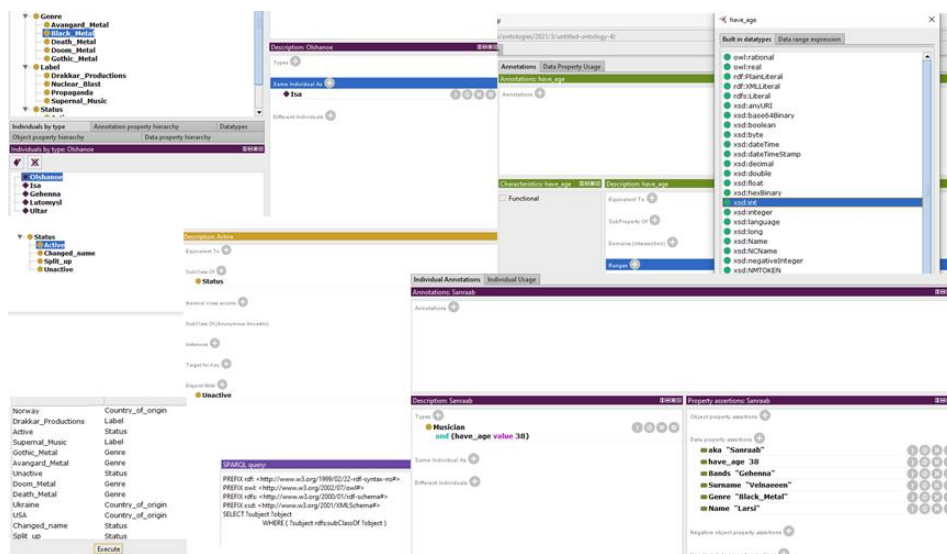 Genre
Avangard_Metal
Black_Metal
Death_Metal
Doom_Metal
Gothic_Metal
Label
Drakkar_Productions
Nuclear_Blast
Propaganda
Supernal_Music
Status
Individuals by type
Annotation property hierarchy
Datatypes
Object property hierarchy
Data property hierarchy
Individuals by type: Olshanoe
Olshanoe
Isa
Gehenna
Lutomysl
Ultar
Description: Olshanoe
Types
Same Individual As
Isa
Different Individuals
/ontologies/2021/3/untitled-ontology-4)
Annotations
Data Property Usage
Annotations: have_age
Annotations
Characteristics: have_age
Functional
Description: have_age
Equivalent To
SubProperty Of
Domains (intersection)
Ranges
have_age
Built in datatypes
Data range expression
owl:rational
owl:real
rdf:PlainLiteral
rdf:XMLLiteral
rdfs:Literal
xsd:anyURI
xsd:base64Binary
xsd:boolean
xsd:byte
xsd:dateTime
xsd:dateTimeStamp
xsd:decimal
xsd:double
xsd:float
xsd:hexBinary
xsd:int
xsd:integer
xsd:language
xsd:long
xsd:Name
xsd:NCName
xsd:negativeInteger
xsd:NMTOKEN
Status
Active
Changed_name
Split_up
Unactive
Description: Active
Equivalent To
SubClass Of
Status
General class axioms
SubClass Of (Anonymous Ancestor)
Instances
Target for Key
Disjoint With
Unactive
Individual Annotations
Individual Usage
Annotations: Sanraab
Annotations
Description: Sanraab
Types
Musician
and (have_age value 38)
Same Individual As
Different Individuals
Property assertions: Sanraab
Object property assertions
Data property assertions
aka "Sanraab"
have_age 38
Bands "Gehenna"
Surname "Velnaeeen"
Genre "Black_Metal"
Name "Larsi"
Negative object property assertions
Norway Country_of_origin
Drakkar_Productions Label
Active Status
Supernal_Music Label
Gothic_Metal Genre
Avangard_Metal Genre
Unactive Status
Doom_Metal Genre
Death_Metal Genre
Ukraine Country_of_origin
USA Country_of_origin
Changed_name Status
Split_up Status
Execute
SPARQL query:
PREFIX rdf: <http://www.w3.org/1999/02/22-rdf-syntax-ns#>
PREFIX owl: <http://www.w3.org/2002/07/owl#>
PREFIX rdfs: <http://www.w3.org/2000/01/rdf-schema#>
PREFIX xsd: <http://www.w3.org/2001/XMLSchema#>
SELECT ?subject ?object
WHERE { ?subject rdfs:subClassOf ?object }